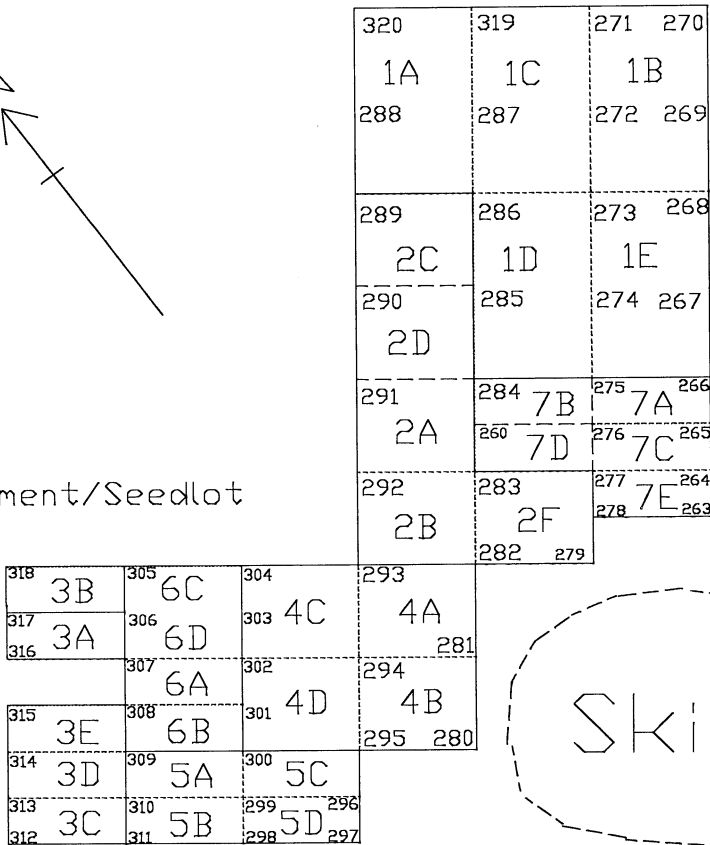 320 319 271 270
1A 1C 1B
288 287 272 269
289 286 273 268
2C 1D 1E
290 285 274 267
2D
291 284 7B 275 7A 266
2A 260 7D 276 7C 265
292 283 277 7E 264
2B 2F 278 263
282 279
ment/Seedlot
318 3B 305 6C 304 293
317 3A 306 6D 303 4C 4A
316 281
307 6A 302 294
315 3E 308 6B 301 4D 4B
295 280
314 3D 309 5A 300 5C
313 3C 310 5B 299 5D 296
312 311 298 297
Ski